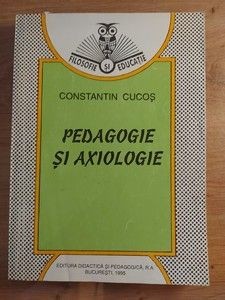 FILOSOFIE ȘI EDUCAȚIE
CONSTANTIN CUCOȘ
PEDAGOGIE
ȘI AXIOLOGIE
EDITURA DIDACTICĂ ȘI PEDAGOGICĂ, R.A.
BUCUREȘTI, 1995